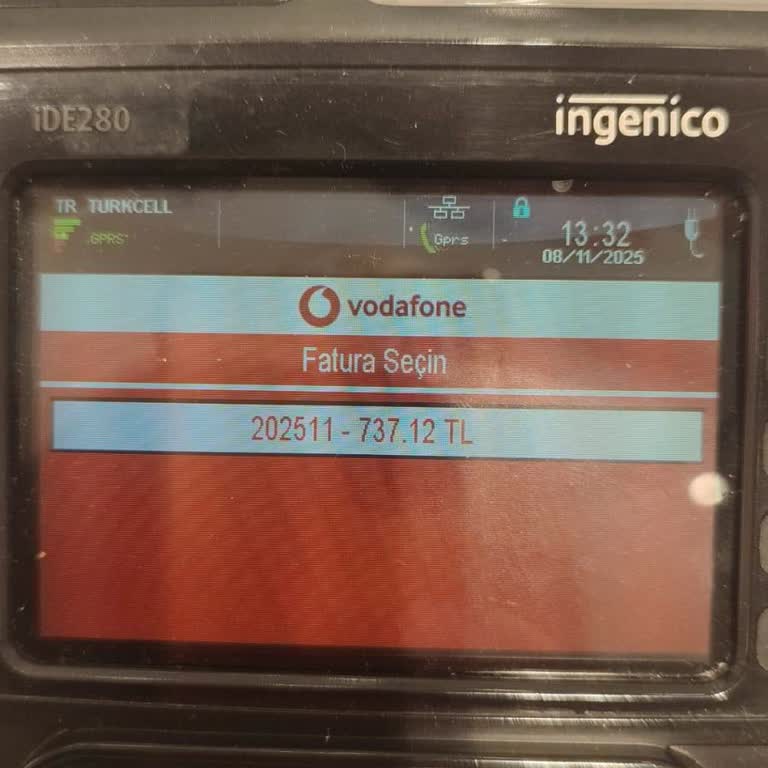 iDE280
ingenico
TR TURKCELL
GPRS
Gprs
13:32
08/11/2025
vodafone
Fatura Seçin
202511 - 737.12 TL